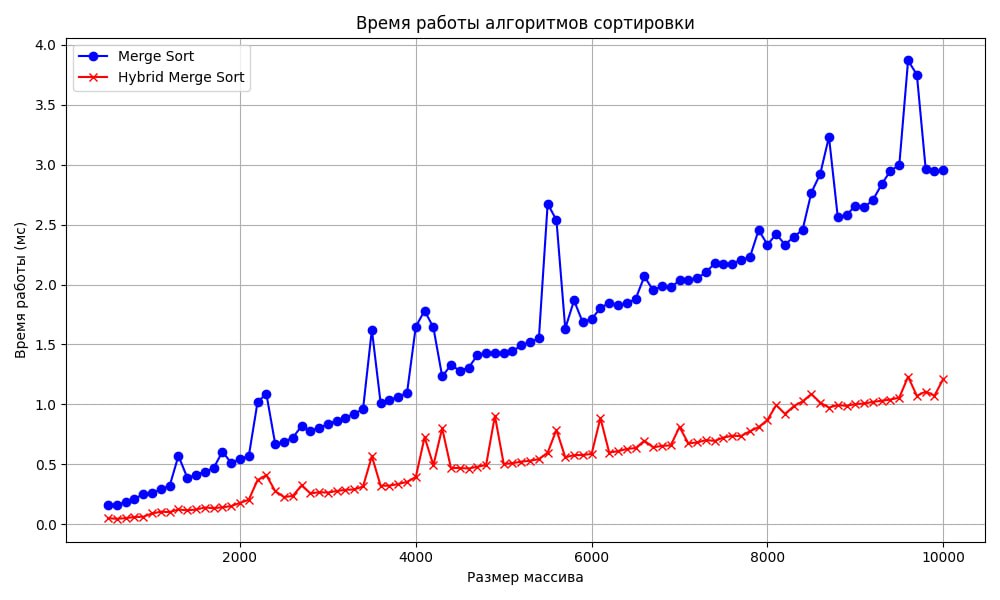 Время работы алгоритмов сортировки
Merge Sort
Hybrid Merge Sort
Время работы (мс)
4.0
3.5
3.0
2.5
2.0
1.5
1.0
0.5
0.0
2000 4000 6000 8000 10000
Размер массива